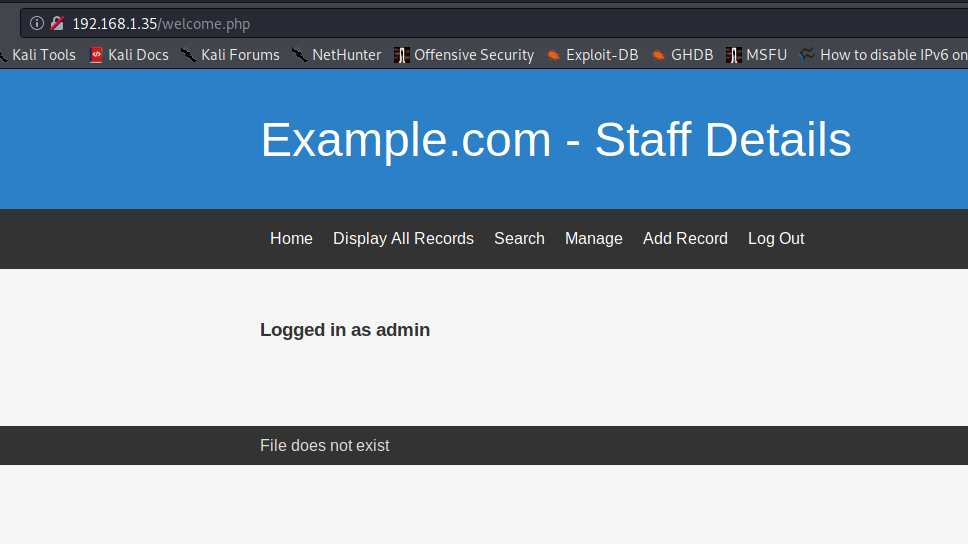 192.168.1.35/welcome.php
Kali Tools Kali Docs Kali Forums NetHunter Offensive Security Exploit-DB GHDB MSFU How to disable IPv6 on
Example.com - Staff Details
Home Display All Records Search Manage Add Record Log Out
Logged in as admin
File does not exist